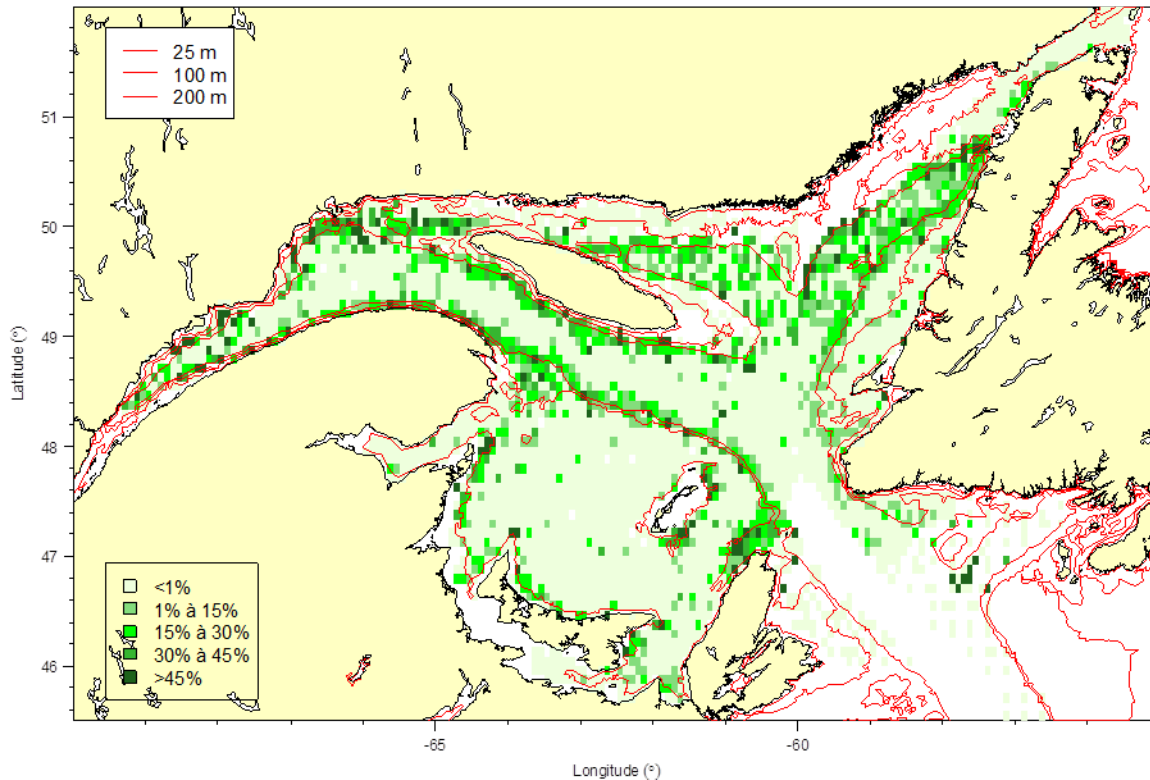 25 m
100 m
200 m
51
50
49
48
47
46
Latitude (°)
<1%
1% à 15%
15% à 30%
30% à 45%
>45%
-65
-60
Longitude (°)